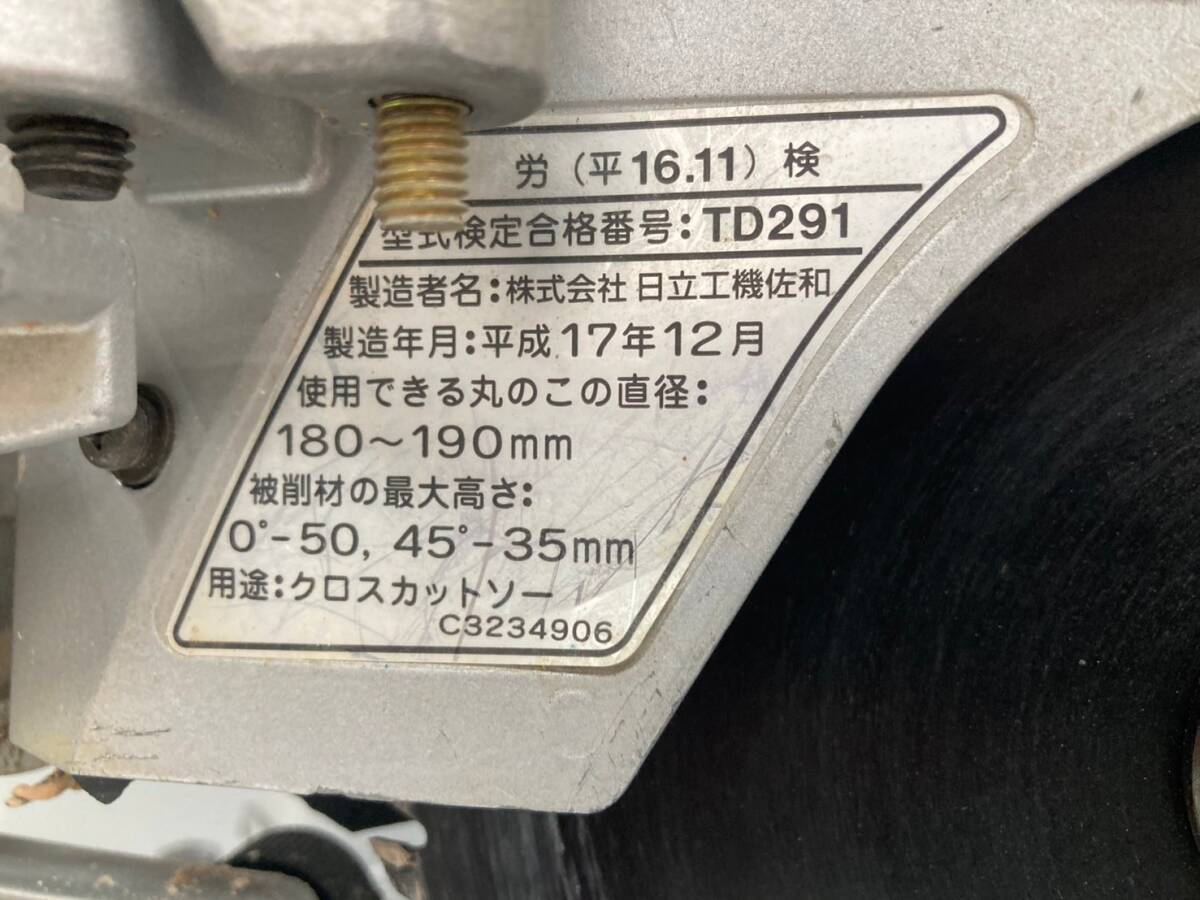 労（平16.11）検
型式検定合格番号：TD291
製造者名：株式会社 日立工機佐和
製造年月：平成17年12月
使用できる丸のこの直径：
180〜190mm
被削材の最大高さ：
0°-50, 45°-35mm
用途：クロスカットソー
C3234906